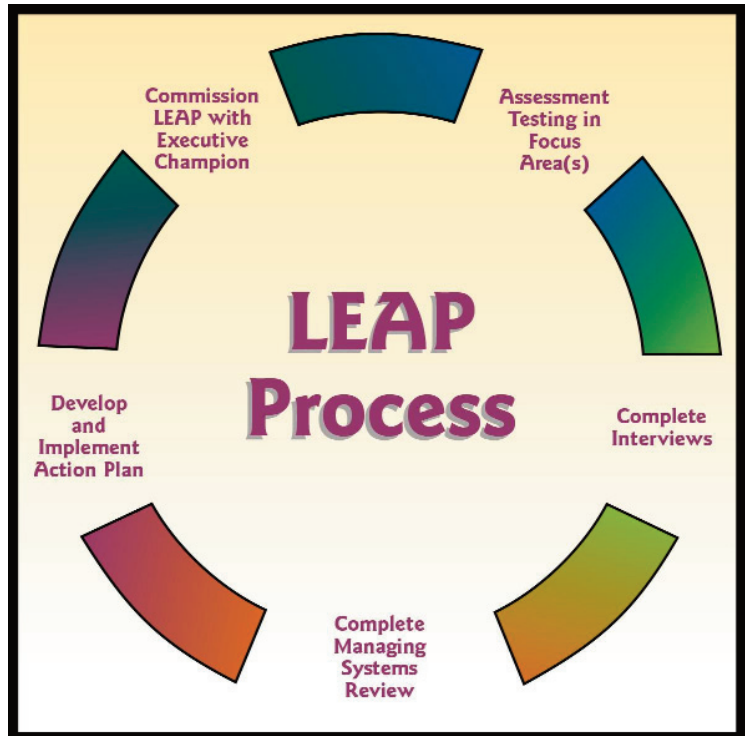 Commission
LEAP with
Executive
Champion
Assessment
Testing in
Focus
Area(s)
LEAP
Process
Complete
Interviews
Complete
Managing
Systems
Review
Develop
and
Implement
Action Plan